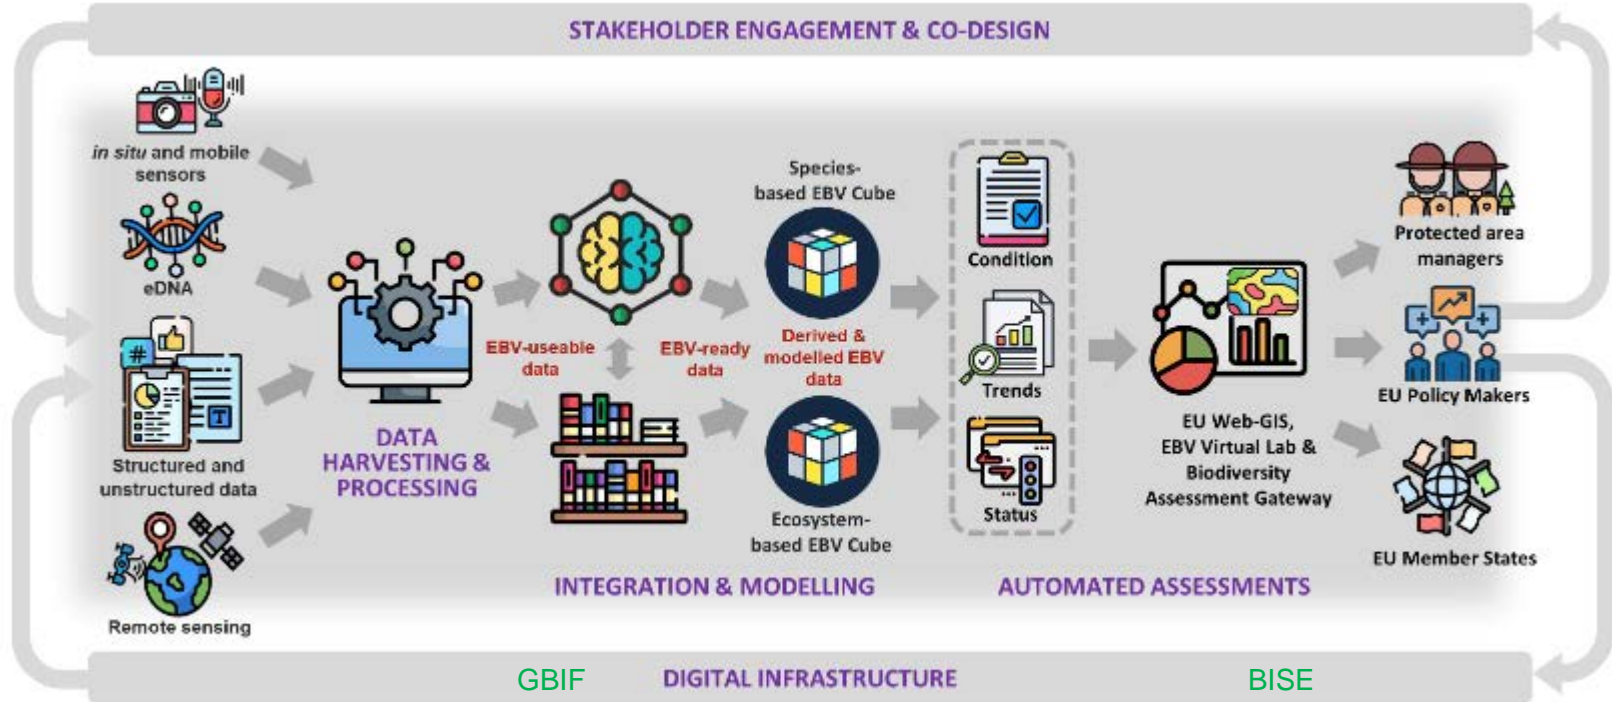 STAKEHOLDER ENGAGEMENT & CO-DESIGN
in situ and mobile
sensors
eDNA
#
T
Structured and
unstructured data
Remote sensing
DATA
HARVESTING &
PROCESSING
EBV-useable
data
EBV-ready
data
Species-
based EBV Cube
Derived &
modelled EBV
data
Ecosystem-
based EBV Cube
INTEGRATION & MODELLING
Condition
Trends
Status
AUTOMATED ASSESSMENTS
EU Web-GIS,
EBV Virtual Lab &
Biodiversity
Assessment Gateway
Protected area
managers
EU Policy Makers
EU Member States
GBIF
DIGITAL INFRASTRUCTURE
BISE